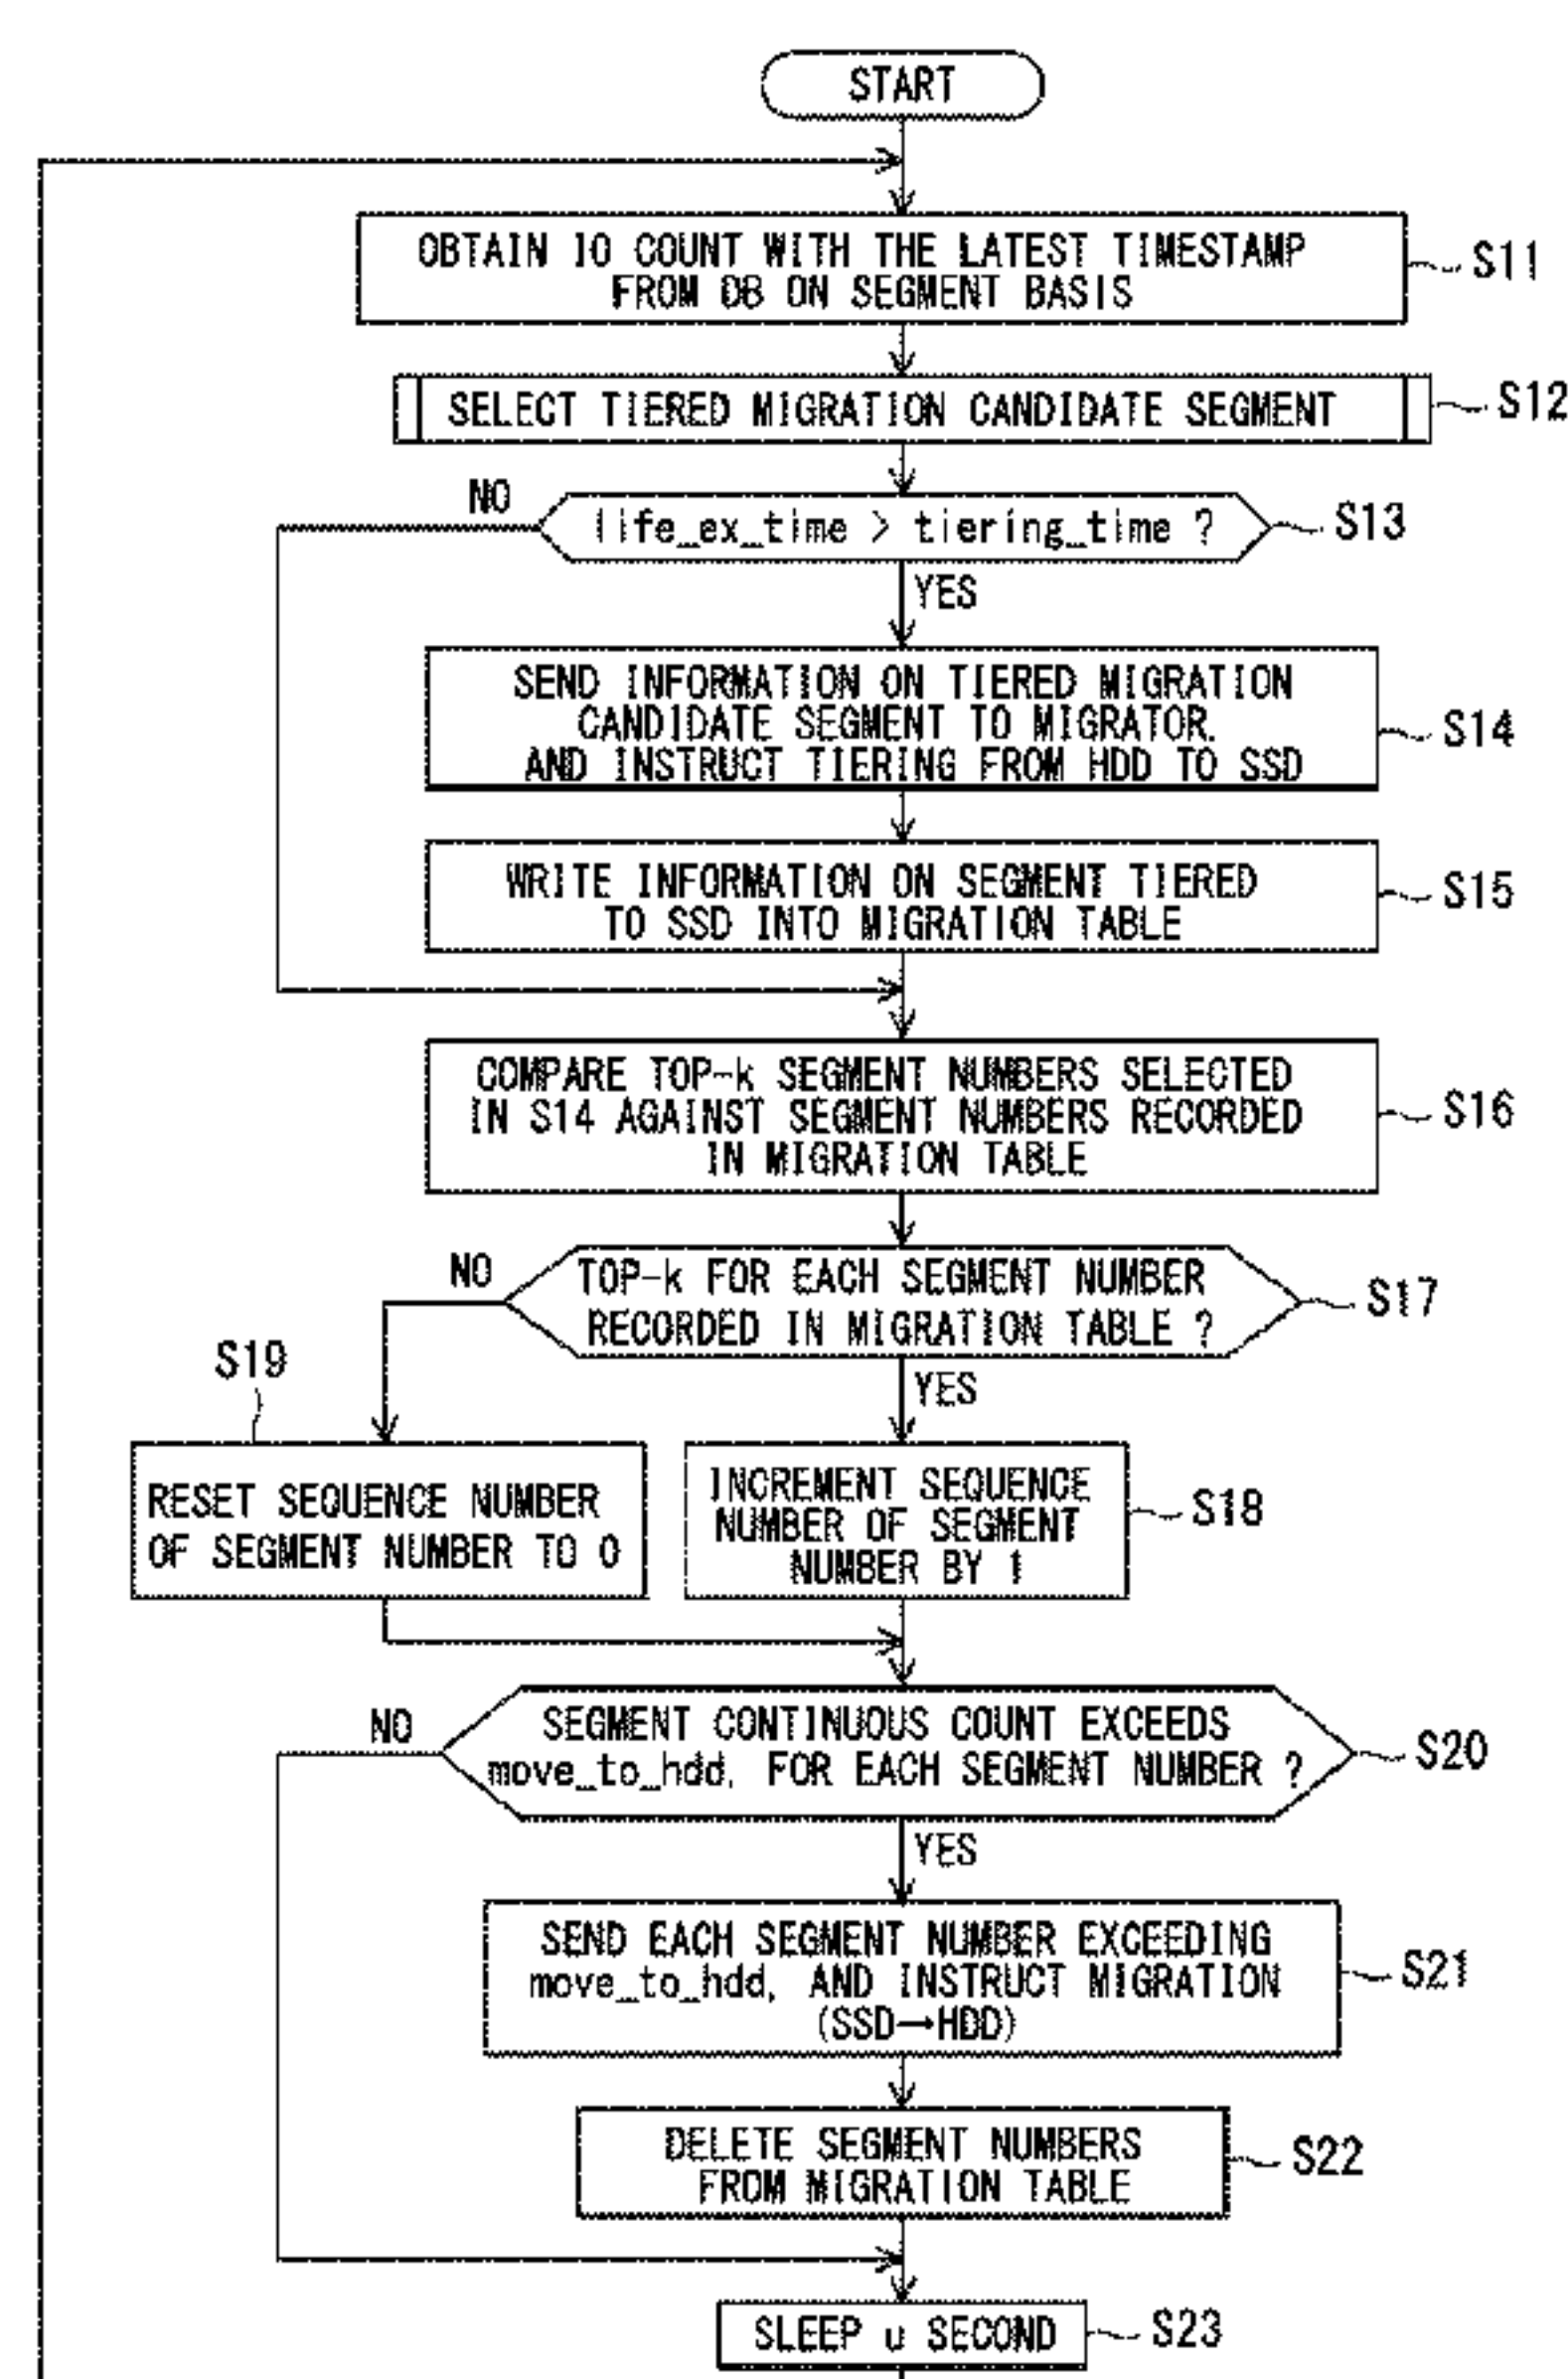 START
OBTAIN IO COUNT WITH THE LATEST TIMESTAMP
FROM DB ON SEGMENT BASIS
S11
SELECT TIERED MIGRATION CANDIDATE SEGMENT
S12
NO
life_ex_time > tiering_time ?
S13
YES
SEND INFORMATION ON TIERED MIGRATION
CANDIDATE SEGMENT TO MIGRATOR,
AND INSTRUCT TIERING FROM HDD TO SSD
S14
WRITE INFORMATION ON SEGMENT TIERED
TO SSD INTO MIGRATION TABLE
S15
COMPARE TOP-k SEGMENT NUMBERS SELECTED
IN S14 AGAINST SEGMENT NUMBERS RECORDED
IN MIGRATION TABLE
S16
NO
TOP-k FOR EACH SEGMENT NUMBER
RECORDED IN MIGRATION TABLE ?
S17
S19
YES
RESET SEQUENCE NUMBER
OF SEGMENT NUMBER TO 0
INCREMENT SEQUENCE
NUMBER OF SEGMENT
NUMBER BY 1
S18
NO
SEGMENT CONTINUOUS COUNT EXCEEDS
move_to_hdd, FOR EACH SEGMENT NUMBER ?
S20
YES
SEND EACH SEGMENT NUMBER EXCEEDING
move_to_hdd, AND INSTRUCT MIGRATION
(SSD→HDD)
S21
DELETE SEGMENT NUMBERS
FROM MIGRATION TABLE
S22
SLEEP u SECOND
S23